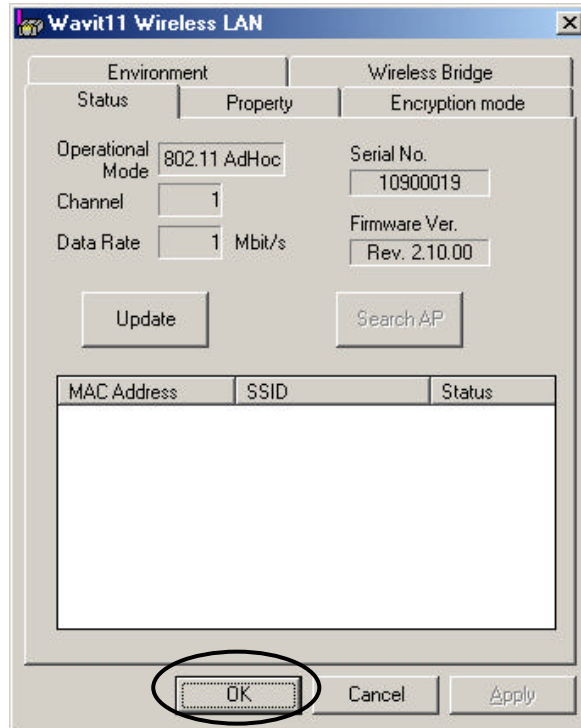 Wavit11 Wireless LAN
Environment
Wireless Bridge
Status
Property
Encryption mode
Operational Mode
802.11 AdHoc
Channel
1
Data Rate
1 Mbit/s
Serial No.
10900019
Firmware Ver.
Rev. 2.10.00
Update
Search AP
MAC Address
SSID
Status
OK
Cancel
Apply